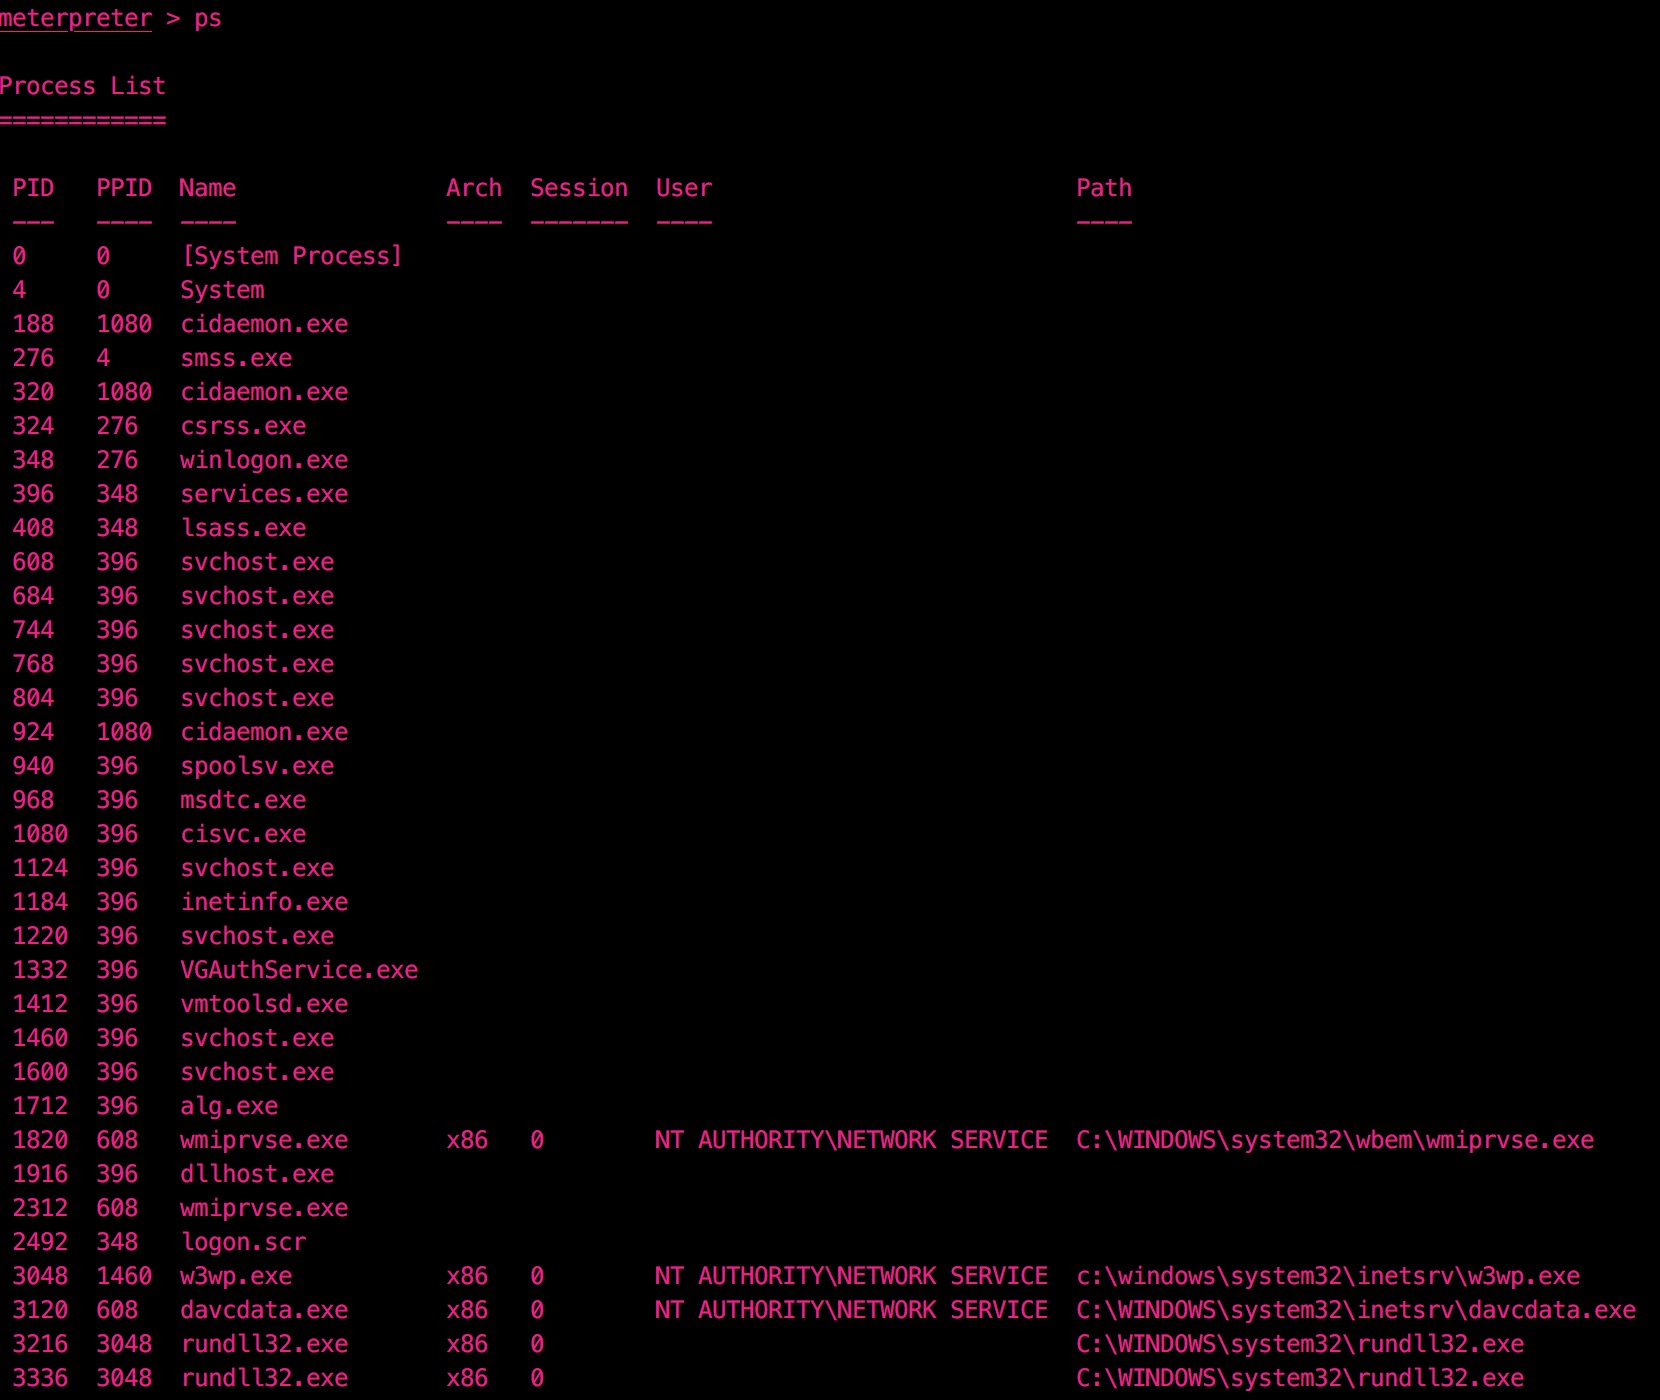 meterpreter > ps
Process List
============
PID PPID Name Arch Session User Path
--- ---- ---- ---- ------- ---- ----
0 0 [System Process]
4 0 System
188 1080 cidaemon.exe
276 4 smss.exe
320 1080 cidaemon.exe
324 276 csrss.exe
348 276 winlogon.exe
396 348 services.exe
408 348 lsass.exe
608 396 svchost.exe
684 396 svchost.exe
744 396 svchost.exe
768 396 svchost.exe
804 396 svchost.exe
924 1080 cidaemon.exe
940 396 spoolsv.exe
968 396 msdtc.exe
1080 396 cisvc.exe
1124 396 svchost.exe
1184 396 inetinfo.exe
1220 396 svchost.exe
1332 396 VGAuthService.exe
1412 396 vmtoolsd.exe
1460 396 svchost.exe
1600 396 svchost.exe
1712 396 alg.exe
1820 608 wmiprvse.exe x86 0 NT AUTHORITY\NETWORK SERVICE C:\WINDOWS\system32\wbem\wmiprvse.exe
1916 396 dllhost.exe
2312 608 wmiprvse.exe
2492 348 logon.scr
3048 1460 w3wp.exe x86 0 NT AUTHORITY\NETWORK SERVICE c:\windows\system32\inetsrv\w3wp.exe
3120 608 davcdata.exe x86 0 NT AUTHORITY\NETWORK SERVICE C:\WINDOWS\system32\inetsrv\davcdata.exe
3216 3048 rundll32.exe x86 0 C:\WINDOWS\system32\rundll32.exe
3336 3048 rundll32.exe x86 0 C:\WINDOWS\system32\rundll32.exe